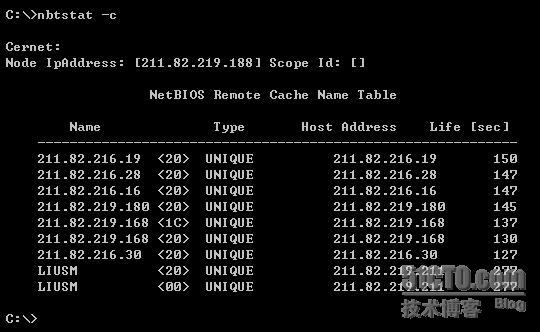 C:\>nbtstat -c
Cernet:
Node IpAddress: [211.82.219.188] Scope Id: []
NetBIOS Remote Cache Name Table
Name Type Host Address Life [sec]
------------------------------------------------------------
211.82.216.19 <20> UNIQUE 211.82.216.19 150
211.82.216.28 <20> UNIQUE 211.82.216.28 147
211.82.216.16 <20> UNIQUE 211.82.216.16 147
211.82.219.180 <20> UNIQUE 211.82.219.180 145
211.82.219.168 <1C> UNIQUE 211.82.219.168 137
211.82.219.168 <20> UNIQUE 211.82.219.168 130
211.82.216.30 <20> UNIQUE 211.82.216.30 127
LIUSM <20> UNIQUE 211.82.219.211 277
LIUSM <00> UNIQUE 211.82.219.211 277
51CTO.com
技术博客 Blog
C:\>